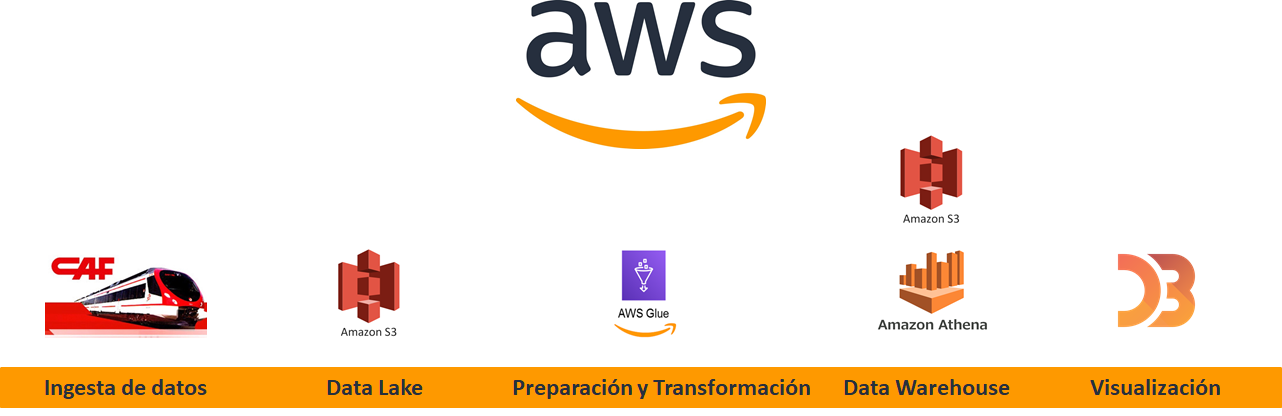 aws
Amazon S3
CAF
Amazon S3
AWS Glue
Amazon Athena
D3
Ingesta de datos
Data Lake
Preparación y Transformación
Data Warehouse
Visualización